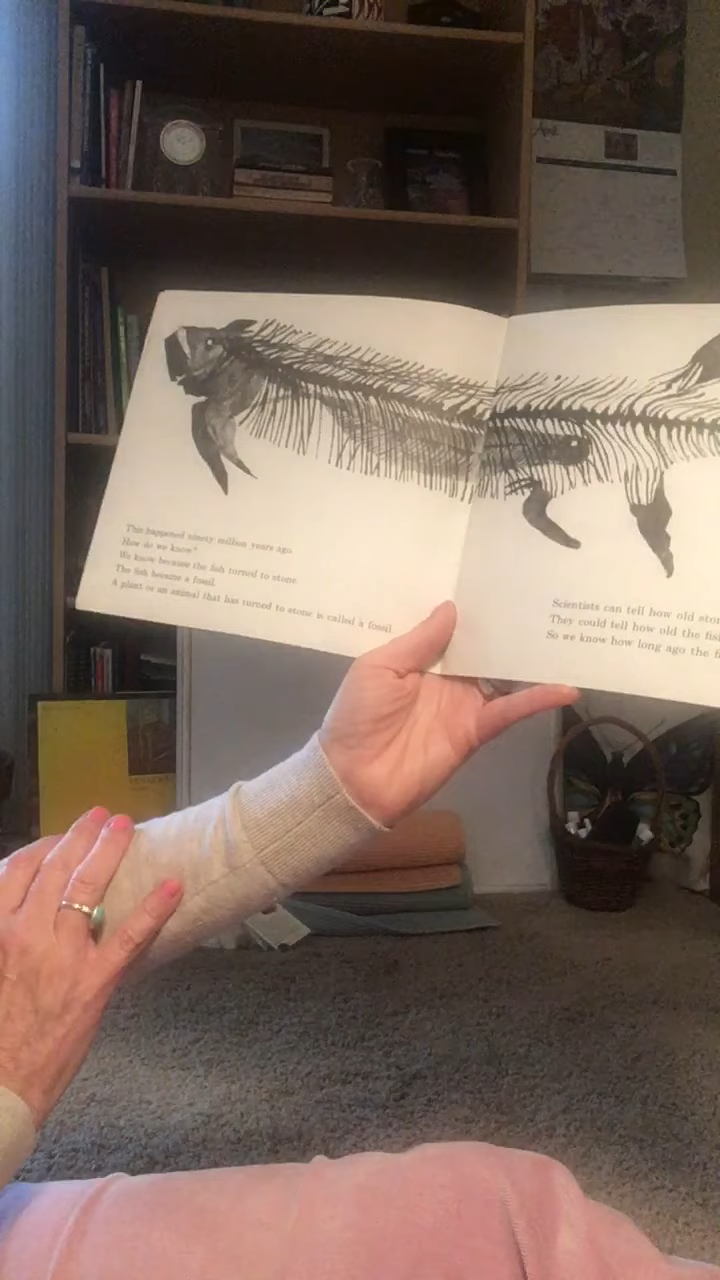 April
This happened ninety million years ago.
How do we know?
We know because the fish turned to stone.
The fish became a fossil.
A plant or an animal that has turned to stone is called a fossil.
Scientists can tell how old
They could tell how old the
So we know how long ago the